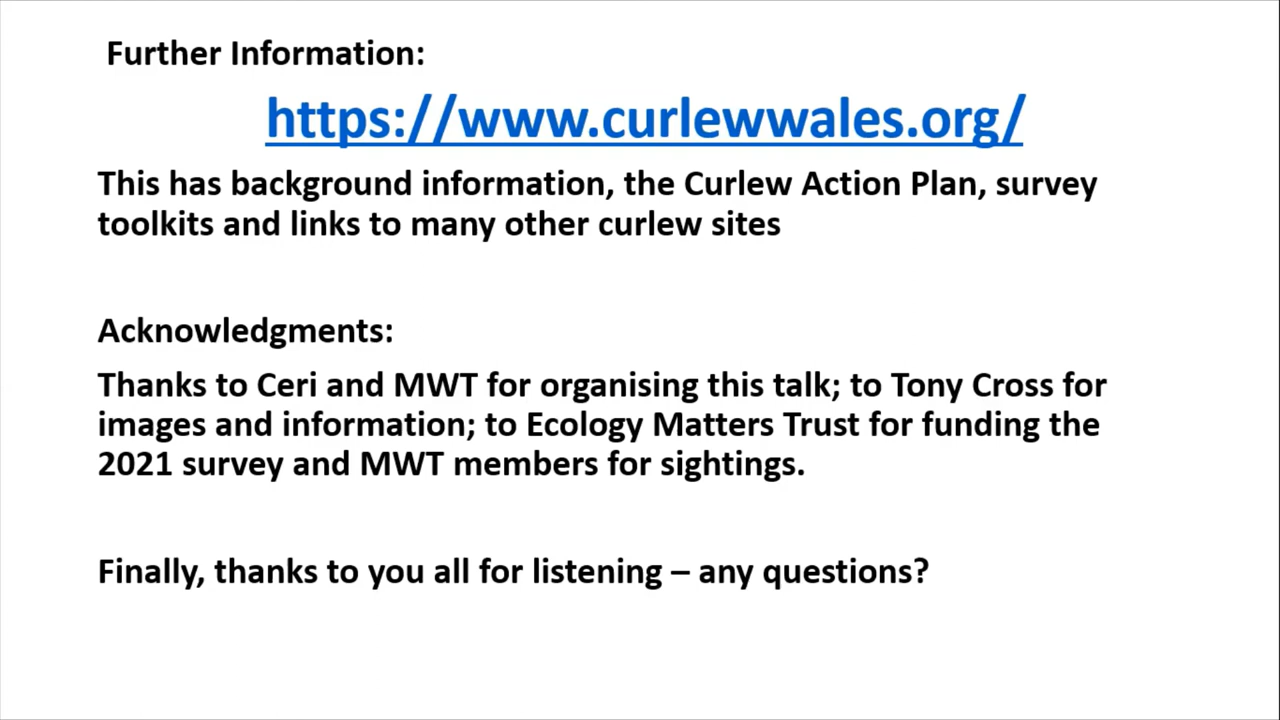 Further Information:
https://www.curlewwales.org/
This has background information, the Curlew Action Plan, survey
toolkits and links to many other curlew sites
Acknowledgments:
Thanks to Ceri and MWT for organising this talk; to Tony Cross for
images and information; to Ecology Matters Trust for funding the
2021 survey and MWT members for sightings.
Finally, thanks to you all for listening – any questions?